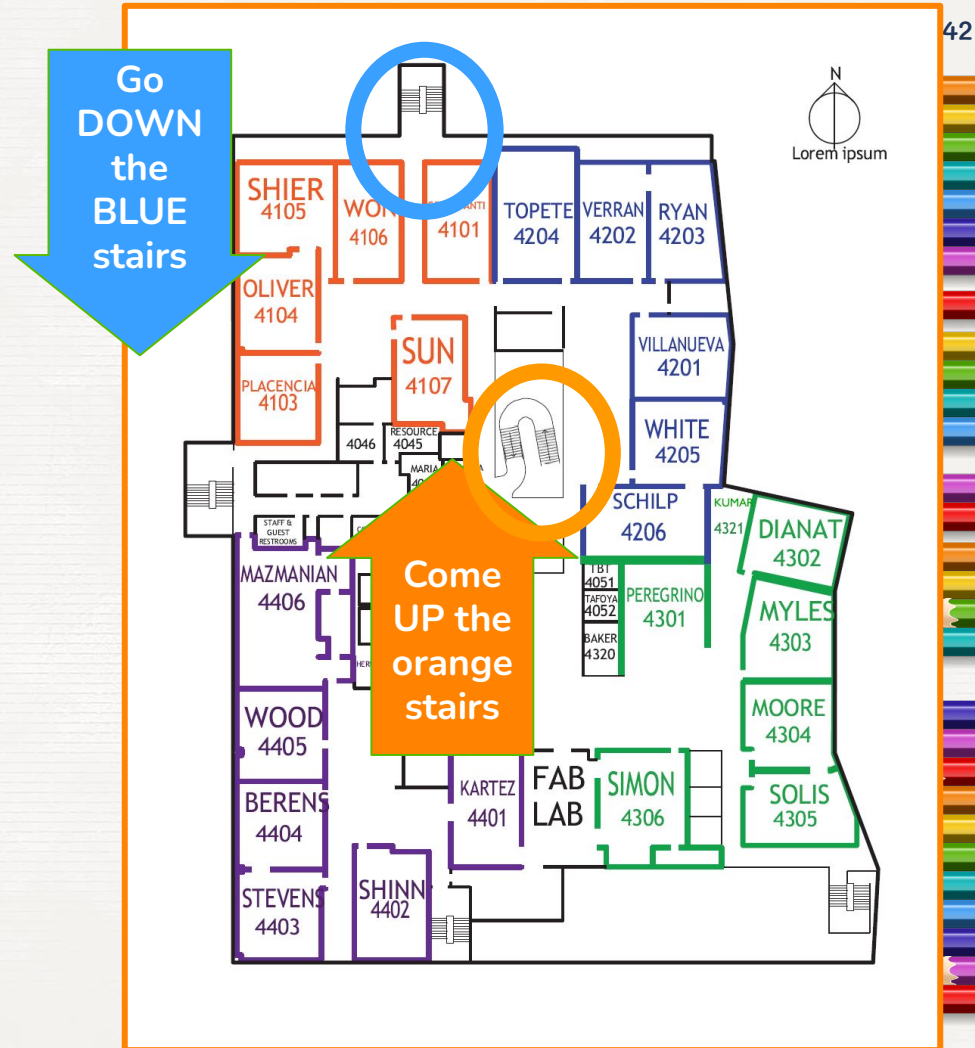 42
Go
DOWN
the
BLUE
stairs
N
Lorem ipsum
SHIER
4105
WON
4106
4101
TOPETE
4204
VERRAN
4202
RYAN
4203
OLIVER
4104
PLACENCIA
4103
SUN
4107
VILLANUEVA
4201
WHITE
4205
4046
RESOURCE
4045
MARIA
STAFF &
GUEST
RESTROOMS
SCHILP
4206
KUMAR
4321
DIANAT
4302
MAZMANIAN
4406
Come
UP the
orange
stairs
TBT
4051
TAFOYA
4052
BAKER
4320
PEREGRINO
4301
MYLES
4303
MOORE
4304
SOLIS
4305
WOOD
4405
BERENS
4404
STEVENS
4403
SHINN
4402
KARTEZ
4401
FAB
LAB
SIMON
4306